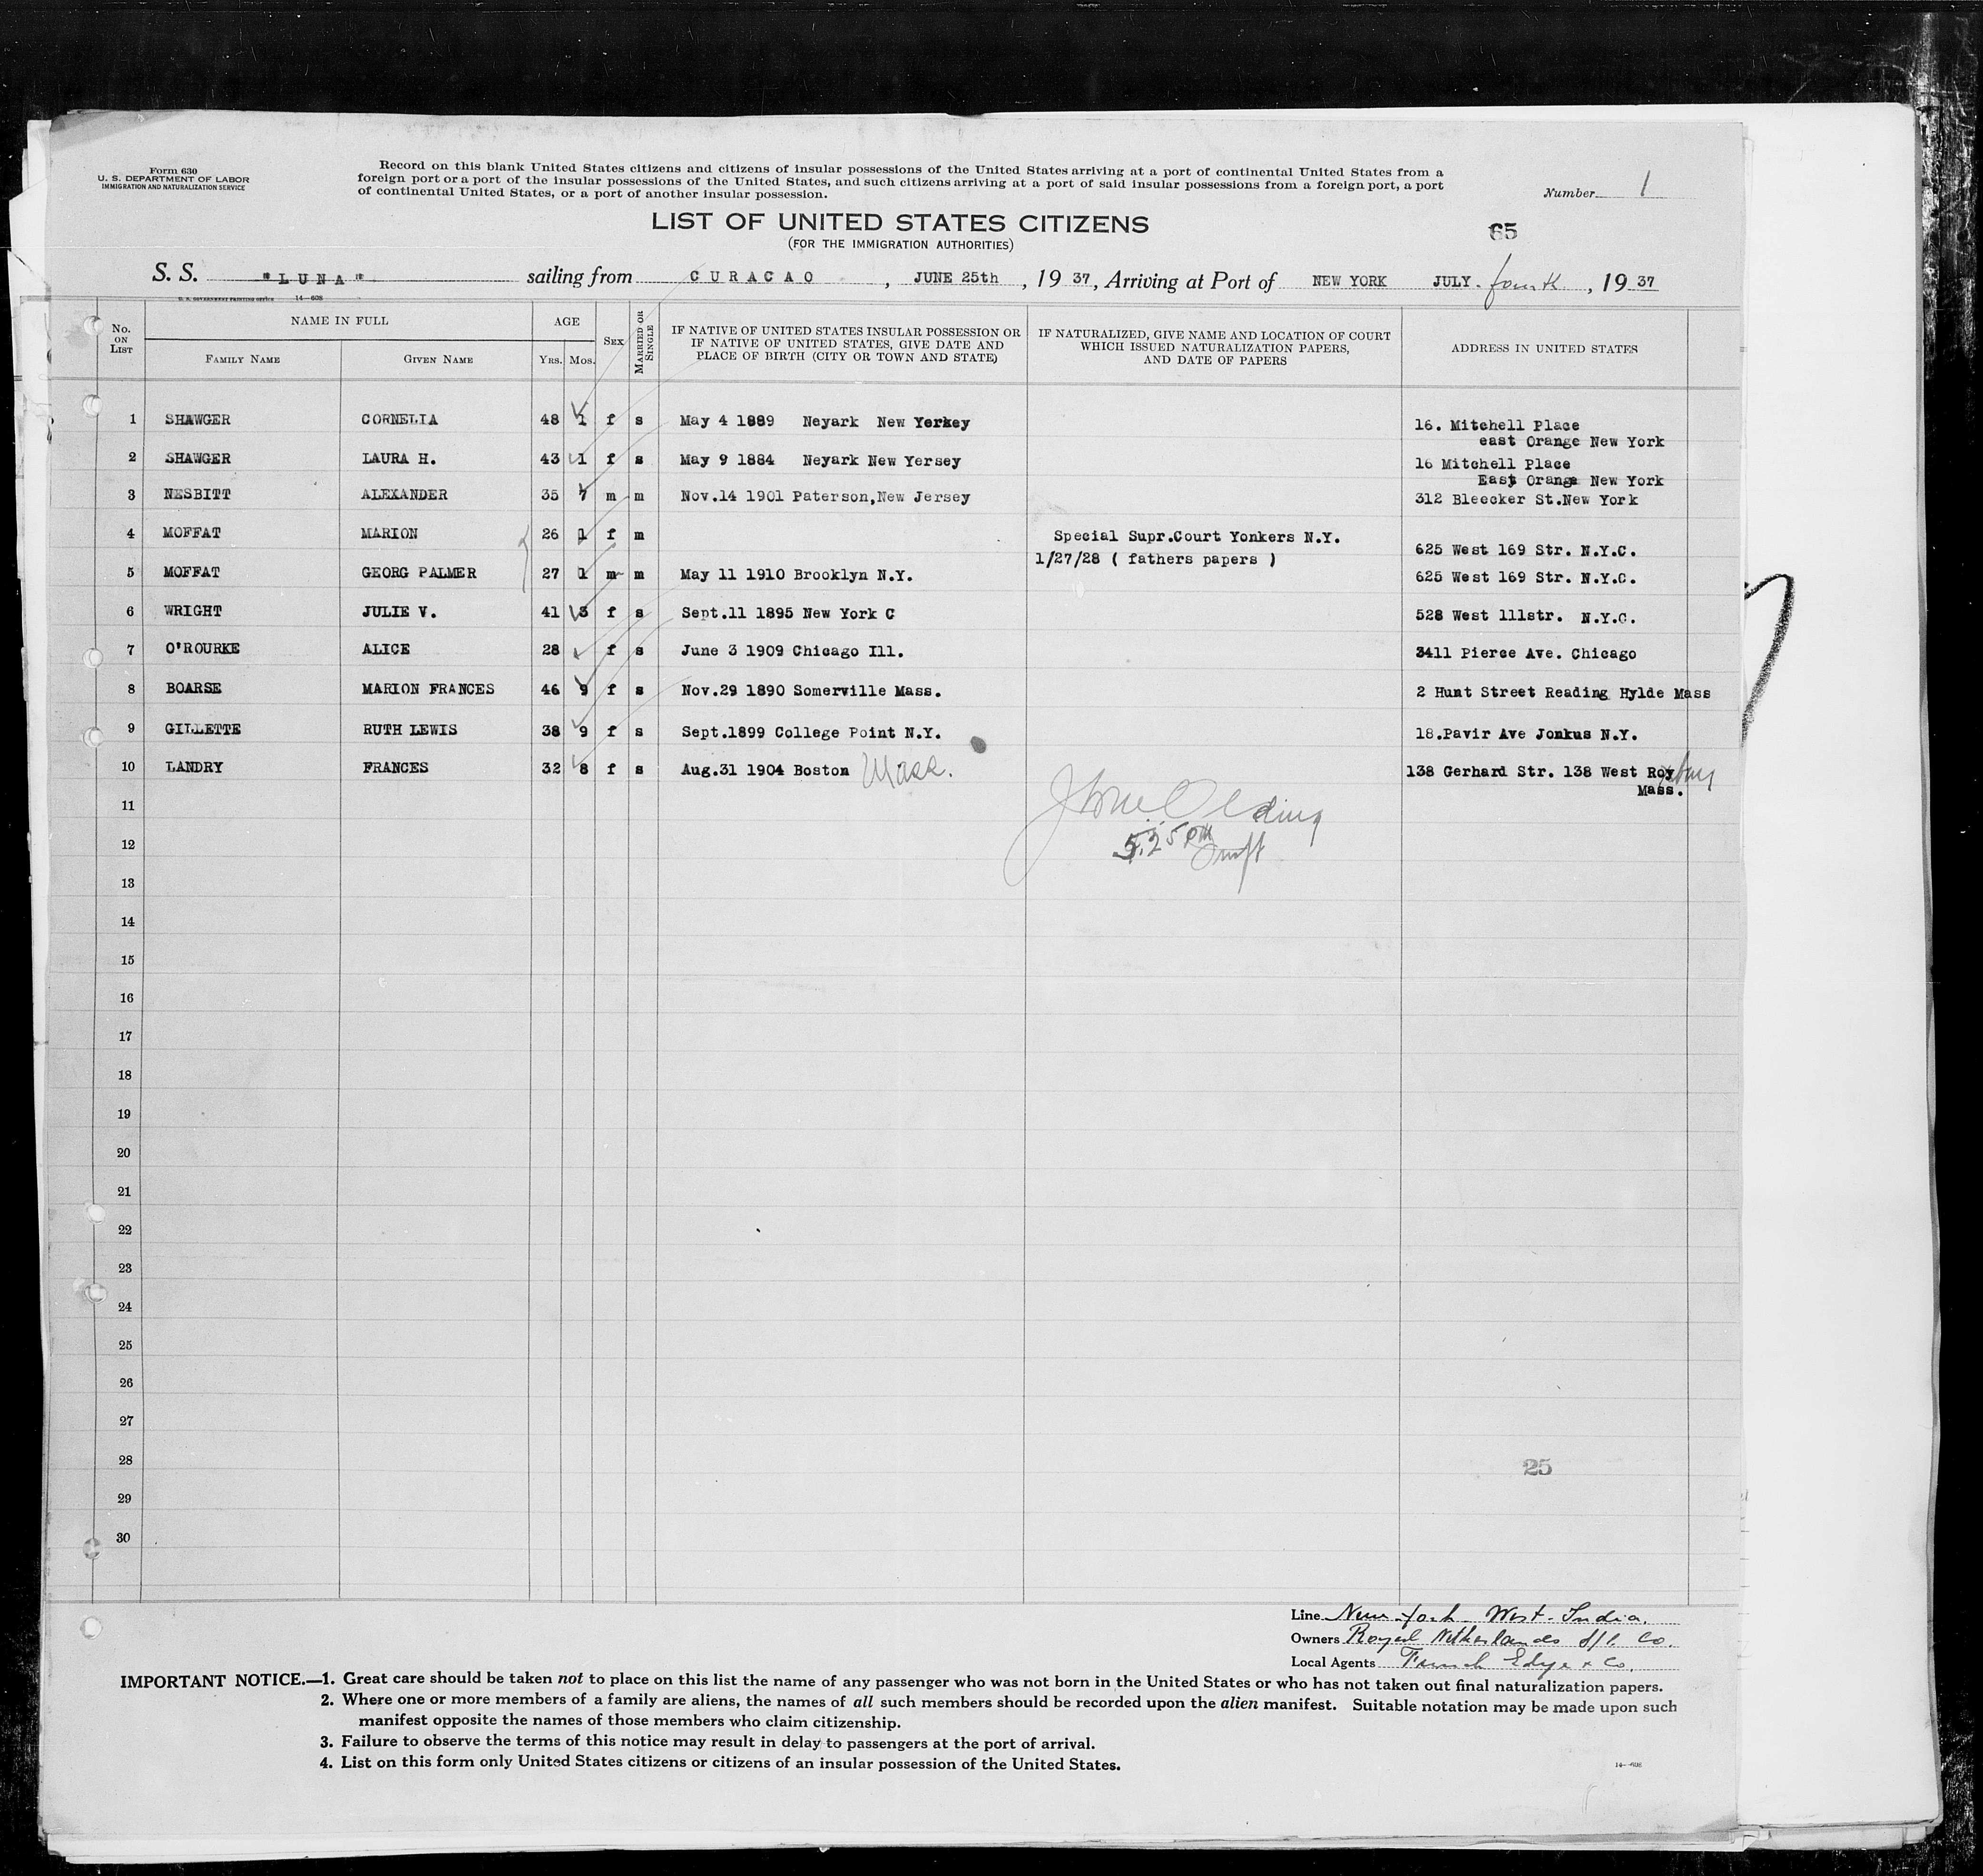 Form 630
U. S. DEPARTMENT OF LABOR
IMMIGRATION AND NATURALIZATION SERVICE
Record on this blank United States citizens and citizens of insular possessions of the United States arriving at a port of continental United States from a
foreign port or a port of the insular possessions of the United States, and such citizens arriving at a port of said insular possessions from a foreign port, a port
of continental United States, or a port of another insular possession.
Number 1
LIST OF UNITED STATES CITIZENS
(FOR THE IMMIGRATION AUTHORITIES)
65
S. S. "LUNA" sailing from CURACAO, JUNE 25th, 19 37, Arriving at Port of NEW YORK JULY. fourth, 19 37
U. S. GOVERNMENT PRINTING OFFICE 14—608
No. ON LIST
NAME IN FULL
FAMILY NAME GIVEN NAME
AGE
YRS. MOS.
SEX
MARRIED OR SINGLE
IF NATIVE OF UNITED STATES INSULAR POSSESSION OR
IF NATIVE OF UNITED STATES, GIVE DATE AND
PLACE OF BIRTH (CITY OR TOWN AND STATE)
IF NATURALIZED, GIVE NAME AND LOCATION OF COURT
WHICH ISSUED NATURALIZATION PAPERS,
AND DATE OF PAPERS
ADDRESS IN UNITED STATES
1 SHAWGER CORNELIA 48 1 f s May 4 1889 Neyark New Yerkey 16. Mitchell Place
east Orange New York
2 SHAWGER LAURA H. 43 1 f s May 9 1884 Neyark New Yersey 16 Mitchell Place
East Orange New York
3 NESBITT ALEXANDER 35 7 m m Nov.14 1901 Paterson,New Jersey 312 Bleecker St.New York
4 MOFFAT MARION 26 1 f m Special Supr.Court Yonkers N.Y. 625 West 169 Str. N.Y.C.
1/27/28 ( fathers papers )
5 MOFFAT GEORG PALMER 27 1 m m May 11 1910 Brooklyn N.Y. 625 West 169 Str. N.Y.C.
6 WRIGHT JULIE V. 41 3 f s Sept.11 1895 New York C 528 West 111str. N.Y.C.
7 O'ROURKE ALICE 28 f s June 3 1909 Chicago Ill. 3411 Pierce Ave. Chicago
8 BOARSE MARION FRANCES 46 9 f s Nov.29 1890 Somerville Mass. 2 Hunt Street Reading Hylde Mass
9 GILLETTE RUTH LEWIS 38 9 f s Sept.1899 College Point N.Y. 18.Pavir Ave Jonkus N.Y.
10 LANDRY FRANCES 32 8 f s Aug.31 1904 Boston Mass. 138 Gerhard Str. 138 West Roxbury
Mass.
11
5.25 PM
12
13
14
15
16
17
18
19
20
21
22
23
24
25
26
27
28
25
29
30
Line New York West-India.
Owners Royal Netherlands S/S. Co.
Local Agents Funch Edye & Co.
IMPORTANT NOTICE.—1. Great care should be taken not to place on this list the name of any passenger who was not born in the United States or who has not taken out final naturalization papers.
2. Where one or more members of a family are aliens, the names of all such members should be recorded upon the alien manifest. Suitable notation may be made upon such
manifest opposite the names of those members who claim citizenship.
3. Failure to observe the terms of this notice may result in delay to passengers at the port of arrival.
4. List on this form only United States citizens or citizens of an insular possession of the United States.
14—608